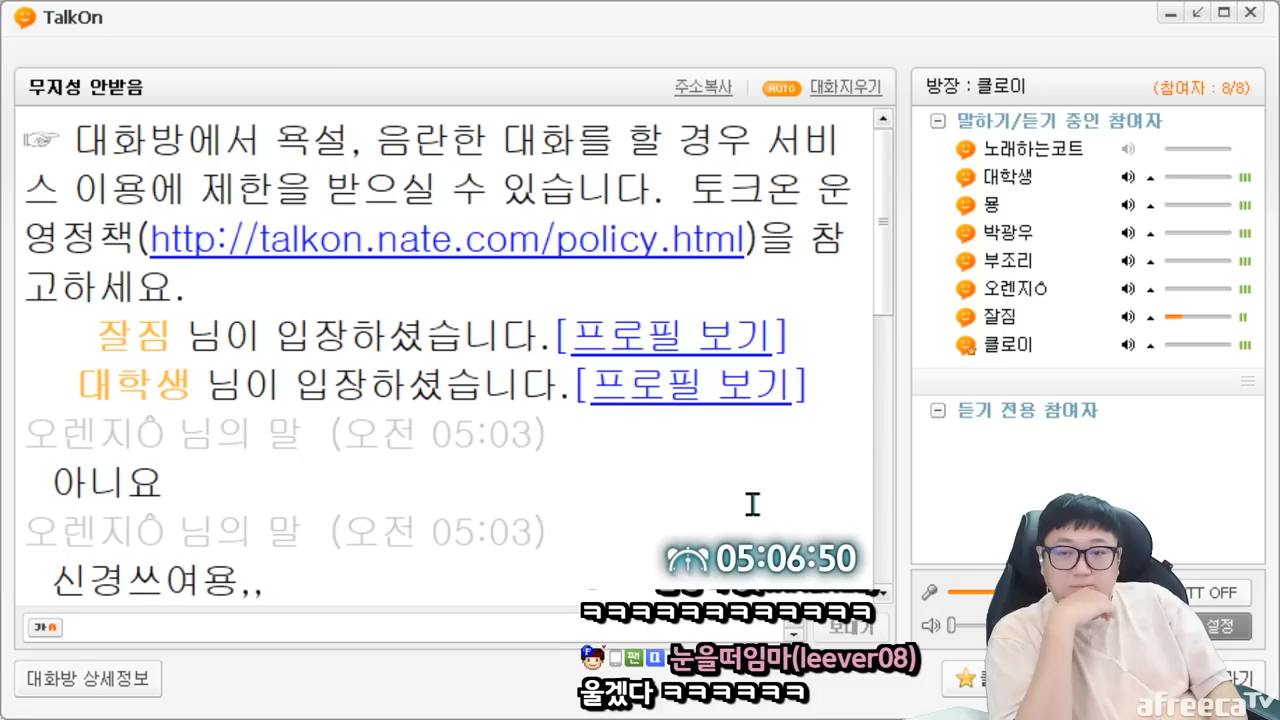 TalkOn
무지성 안받음
주소복사
AUTO 대화지우기
☞ 대화방에서 욕설, 음란한 대화를 할 경우 서비
스 이용에 제한을 받으실 수 있습니다. 토크온 운
영정책(http://talkon.nate.com/policy.html)을 참
고하세요.
잘짐 님이 입장하셨습니다.[프로필 보기]
대학생 님이 입장하셨습니다.[프로필 보기]
오렌지Ô 님의 말 (오전 05:03)
아니요
오렌지Ô 님의 말 (오전 05:03)
신경쓰여용,,
05:06:50
ㅋㅋㅋㅋㅋㅋㅋㅋㅋㅋㅋ
눈을떠임마(leever08)
울겠다 ㅋㅋㅋㅋㅋㅋ
가A
보내기
대화방 상세정보
방장 : 클로이
(참여자 : 8/8)
말하기/듣기 중인 참여자
노래하는코트
대학생
몽
박광우
부조리
오렌지Ô
잘짐
클로이
듣기 전용 참여자
OFF
설정
afreecaTV